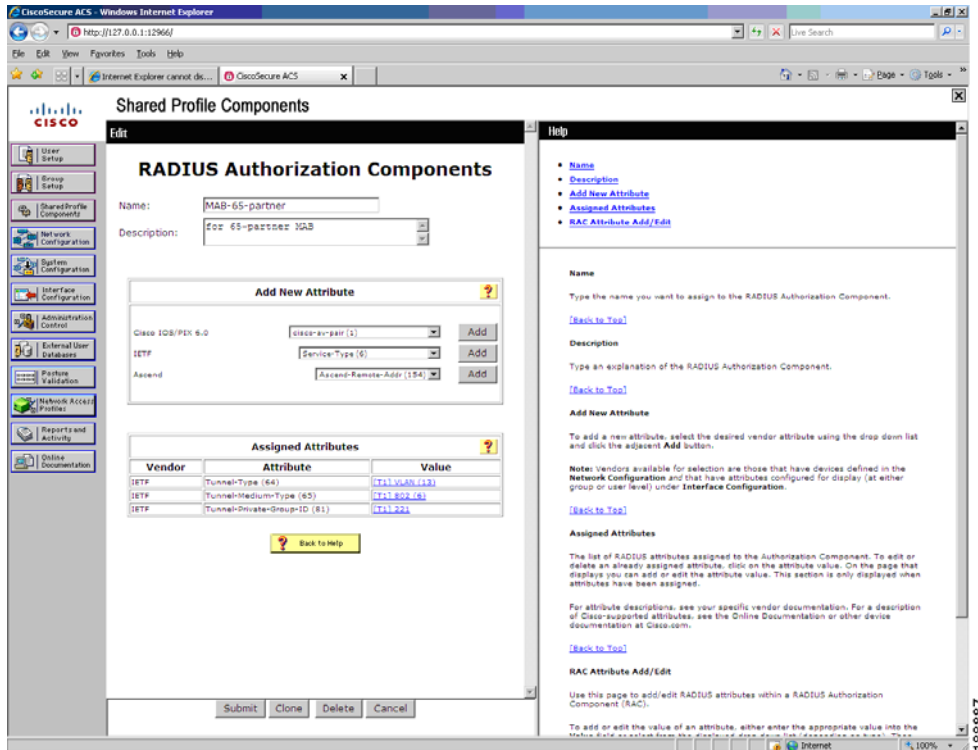 CiscoSecure ACS - Windows Internet Explorer
http://127.0.0.1:12966/
Live Search
File Edit View Favorites Tools Help
Internet Explorer cannot dis... CiscoSecure ACS x
Page Tools
CISCO
Shared Profile Components
User Setup
Group Setup
Shared Profile Components
Network Configuration
System Configuration
Interface Configuration
Administration Control
External User Databases
Posture Validation
Network Access Profiles
Reports and Activity
Online Documentation
Edit
RADIUS Authorization Components
Name: MAB-65-partner
Description: for 65-partner MAB
Add New Attribute ?
Cisco IOS/PIX 6.0 cisco-av-pair (1) Add
IETF Service-Type (6) Add
Ascend Ascend-Remote-Addr (154) Add
Assigned Attributes ?
Vendor Attribute Value
IETF Tunnel-Type (64) [T1] VLAN (13)
IETF Tunnel-Medium-Type (65) [T1] 802 (6)
IETF Tunnel-Private-Group-ID (81) [T1] 221
? Back to Help
Submit Clone Delete Cancel
Help
Name
Description
Add New Attribute
Assigned Attributes
RAC Attribute Add/Edit
Name
Type the name you want to assign to the RADIUS Authorization Component.
[Back to Top]
Description
Type an explanation of the RADIUS Authorization Component.
[Back to Top]
Add New Attribute
To add a new attribute, select the desired vendor attribute using the drop down list
and click the adjacent Add button.
Note: Vendors available for selection are those that have devices defined in the
Network Configuration and that have attributes configured for display (at either
group or user level) under Interface Configuration.
[Back to Top]
Assigned Attributes
The list of RADIUS attributes assigned to the Authorization Component. To edit or
delete an already assigned attribute, click on the attribute value. On the page that
displays you can add or edit the attribute value. This section is only displayed when
attributes have been assigned.
For attribute descriptions, see your specific vendor documentation. For a description
of Cisco-supported attributes, see the Online Documentation or other device
documentation at Cisco.com.
[Back to Top]
RAC Attribute Add/Edit
Use this page to add/edit RADIUS attributes within a RADIUS Authorization
Component (RAC).
To add or edit the value of an attribute, either enter the appropriate value into the
Internet 100%